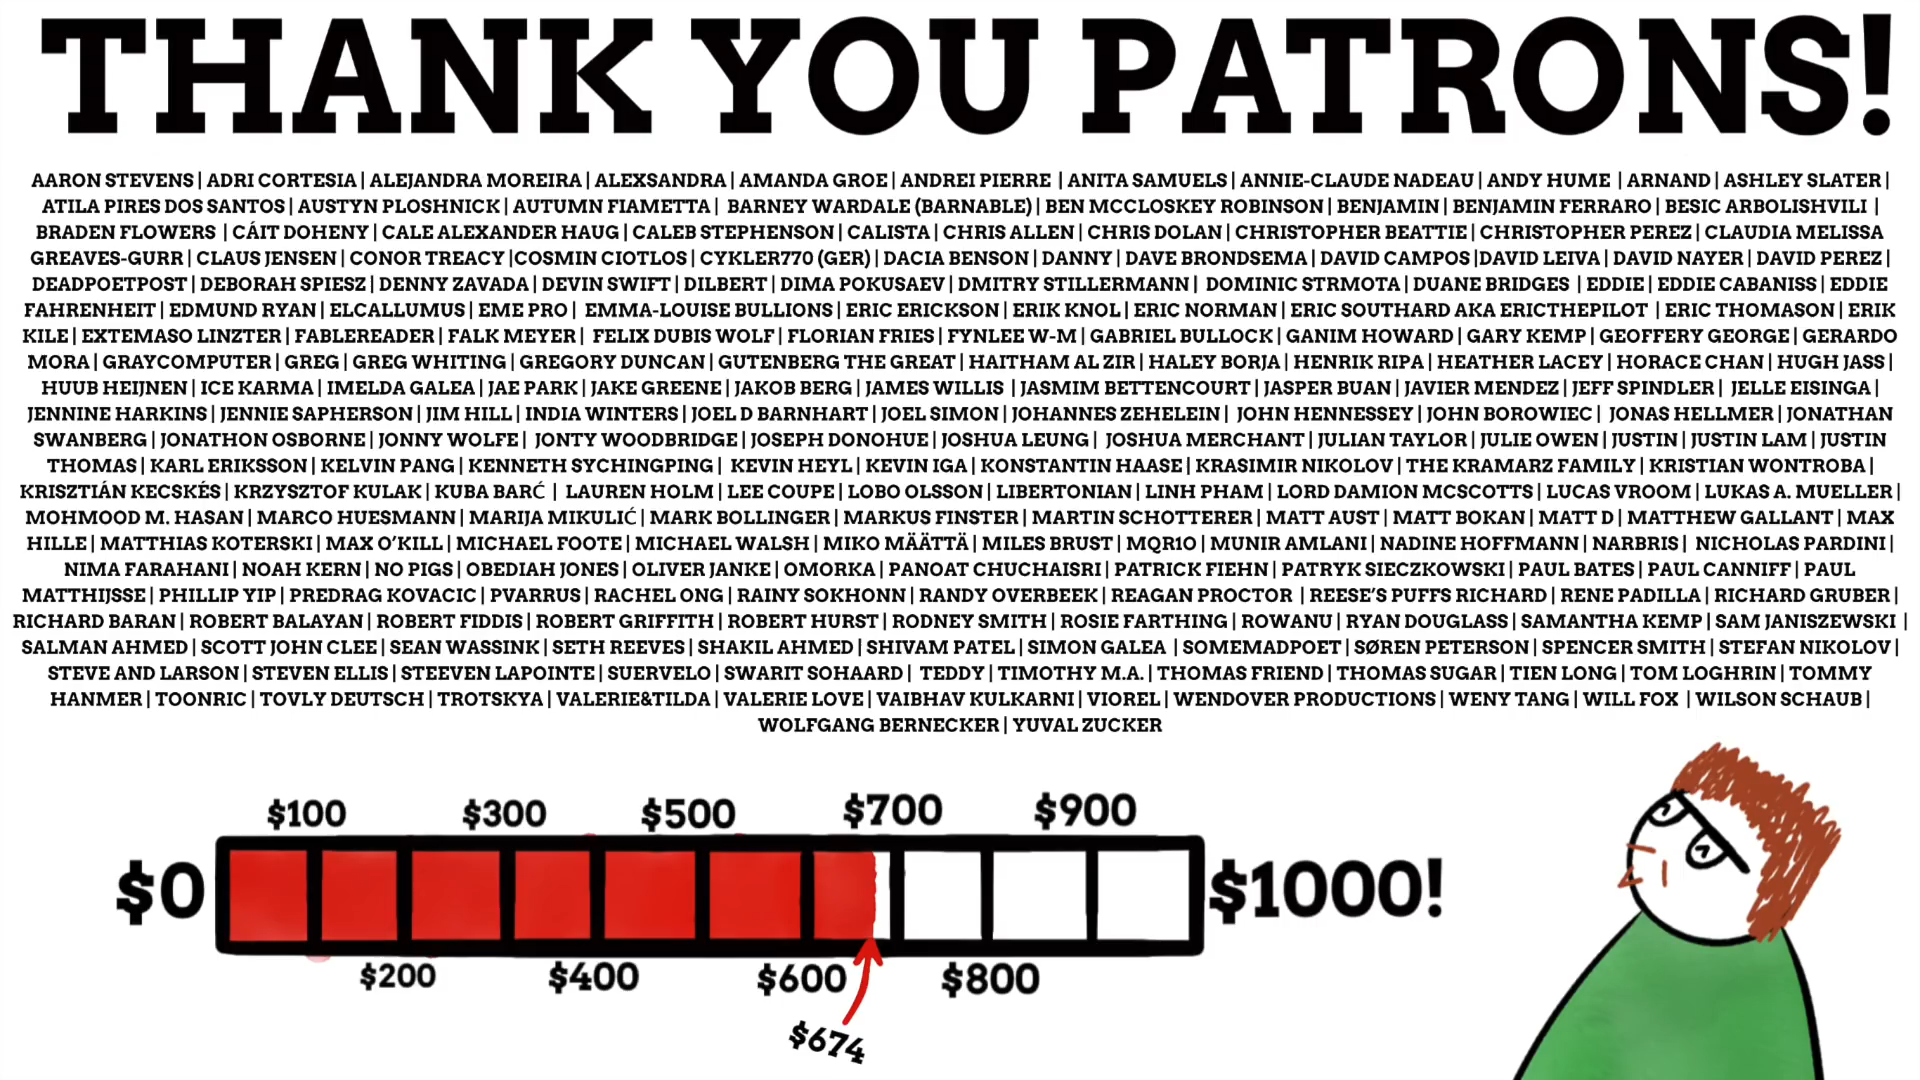 THANK YOU PATRONS!
AARON STEVENS | ADRI CORTESIA | ALEJANDRA MOREIRA | ALEXSANDRA | AMANDA GROE | ANDREI PIERRE | ANITA SAMUELS | ANNIE-CLAUDE NADEAU | ANDY HUME | ARNAND | ASHLEY SLATER |
ATILA PIRES DOS SANTOS | AUSTYN PLOSHNICK | AUTUMN FIAMETTA | BARNEY WARDALE (BARNABLE) | BEN MCCLOSKEY ROBINSON | BENJAMIN | BENJAMIN FERRARO | BESIC ARBOLISHVILI |
BRADEN FLOWERS | CÁIT DOHENY | CALE ALEXANDER HAUG | CALEB STEPHENSON | CALISTA | CHRIS ALLEN | CHRIS DOLAN | CHRISTOPHER BEATTIE | CHRISTOPHER PEREZ | CLAUDIA MELISSA
GREAVES-GURR | CLAUS JENSEN | CONOR TREACY |COSMIN CIOTLOS | CYKLER770 (GER) | DACIA BENSON | DANNY | DAVE BRONDSEMA | DAVID CAMPOS |DAVID LEIVA | DAVID NAYER | DAVID PEREZ |
DEADPOETPOST | DEBORAH SPIESZ | DENNY ZAVADA | DEVIN SWIFT | DILBERT | DIMA POKUSAEV | DMITRY STILLERMANN | DOMINIC STRMOTA | DUANE BRIDGES | EDDIE | EDDIE CABANISS | EDDIE
FAHRENHEIT | EDMUND RYAN | ELCALLUMUS | EME PRO | EMMA-LOUISE BULLIONS | ERIC ERICKSON | ERIK KNOL | ERIC NORMAN | ERIC SOUTHARD AKA ERICTHEPILOT | ERIC THOMASON | ERIK
KILE | EXTEMASO LINZTER | FABLEREADER | FALK MEYER | FELIX DUBIS WOLF | FLORIAN FRIES | FYNLEE W-M | GABRIEL BULLOCK | GANIM HOWARD | GARY KEMP | GEOFFERY GEORGE | GERARDO
MORA | GRAYCOMPUTER | GREG | GREG WHITING | GREGORY DUNCAN | GUTENBERG THE GREAT | HAITHAM AL ZIR | HALEY BORJA | HENRIK RIPA | HEATHER LACEY | HORACE CHAN | HUGH JASS |
HUUB HEIJNEN | ICE KARMA | IMELDA GALEA | JAE PARK | JAKE GREENE | JAKOB BERG | JAMES WILLIS | JASMIM BETTENCOURT | JASPER BUAN | JAVIER MENDEZ | JEFF SPINDLER | JELLE EISINGA |
JENNINE HARKINS | JENNIE SAPHERSON | JIM HILL | INDIA WINTERS | JOEL D BARNHART | JOEL SIMON | JOHANNES ZEHELEIN | JOHN HENNESSEY | JOHN BOROWIEC | JONAS HELLMER | JONATHAN
SWANBERG | JONATHON OSBORNE | JONNY WOLFE | JONTY WOODBRIDGE | JOSEPH DONOHUE | JOSHUA LEUNG | JOSHUA MERCHANT | JULIAN TAYLOR | JULIE OWEN | JUSTIN | JUSTIN LAM | JUSTIN
THOMAS | KARL ERIKSSON | KELVIN PANG | KENNETH SYCHINGPING | KEVIN HEYL | KEVIN IGA | KONSTANTIN HAASE | KRASIMIR NIKOLOV | THE KRAMARZ FAMILY | KRISTIAN WONTROBA |
KRISZTIÁN KECSKÉS | KRZYSZTOF KULAK | KUBA BARĆ | LAUREN HOLM | LEE COUPE | LOBO OLSSON | LIBERTONIAN | LINH PHAM | LORD DAMION MCSCOTTS | LUCAS VROOM | LUKAS A. MUELLER |
MOHMOOD M. HASAN | MARCO HUESMANN | MARIJA MIKULIĆ | MARK BOLLINGER | MARKUS FINSTER | MARTIN SCHOTTERER | MATT AUST | MATT BOKAN | MATT D | MATTHEW GALLANT | MAX
HILLE | MATTHIAS KOTERSKI | MAX O'KILL | MICHAEL FOOTE | MICHAEL WALSH | MIKO MÄÄTTÄ | MILES BRUST | MQR10 | MUNIR AMLANI | NADINE HOFFMANN | NARBRIS | NICHOLAS PARDINI |
NIMA FARAHANI | NOAH KERN | NO PIGS | OBEDIAH JONES | OLIVER JANKE | OMORKA | PANOAT CHUCHAISRI | PATRICK FIEHN | PATRYK SIECZKOWSKI | PAUL BATES | PAUL CANNIFF | PAUL
MATTHIJSSE | PHILLIP YIP | PREDRAG KOVACIC | PVARRUS | RACHEL ONG | RAINY SOKHONN | RANDY OVERBEEK | REAGAN PROCTOR | REESE'S PUFFS RICHARD | RENE PADILLA | RICHARD GRUBER |
RICHARD BARAN | ROBERT BALAYAN | ROBERT FIDDIS | ROBERT GRIFFITH | ROBERT HURST | RODNEY SMITH | ROSIE FARTHING | ROWANU | RYAN DOUGLASS | SAMANTHA KEMP | SAM JANISZEWSKI |
SALMAN AHMED | SCOTT JOHN CLEE | SEAN WASSINK | SETH REEVES | SHAKIL AHMED | SHIVAM PATEL | SIMON GALEA | SOMEMADPOET | SØREN PETERSON | SPENCER SMITH | STEFAN NIKOLOV |
STEVE AND LARSON | STEVEN ELLIS | STEEVEN LAPOINTE | SUERVELO | SWARIT SOHAARD | TEDDY | TIMOTHY M.A. | THOMAS FRIEND | THOMAS SUGAR | TIEN LONG | TOM LOGHRIN | TOMMY
HANMER | TOONRIC | TOVLY DEUTSCH | TROTSKYA | VALERIE&TILDA | VALERIE LOVE | VAIBHAV KULKARNI | VIOREL | WENDOVER PRODUCTIONS | WENY TANG | WILL FOX | WILSON SCHAUB |
WOLFGANG BERNECKER | YUVAL ZUCKER
$100 $300 $500 $700 $900
$0 $1000!
$200 $400 $600 $800
$674